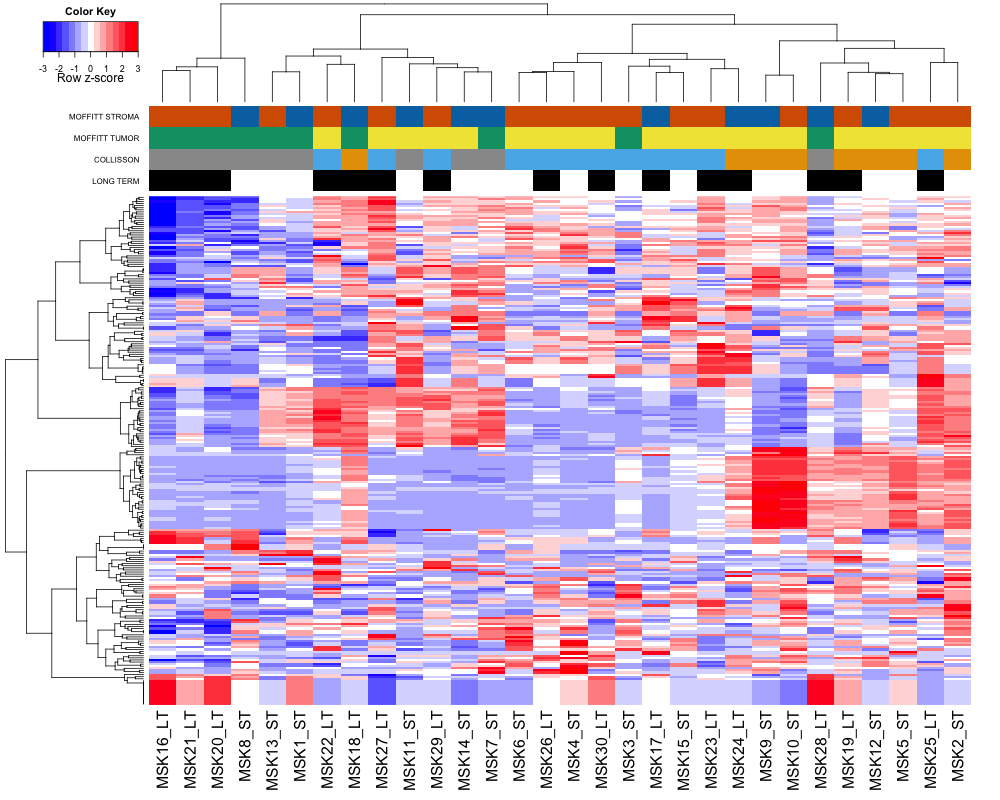 Color Key
-3 -2 -1 0 1 2 3
Row z-score
MOFFITT STROMA
MOFFITT TUMOR
COLLISSON
LONG TERM
MSK16_LT
MSK21_LT
MSK20_LT
MSK8_ST
MSK13_ST
MSK1_ST
MSK22_LT
MSK18_LT
MSK27_LT
MSK11_ST
MSK29_LT
MSK14_ST
MSK7_ST
MSK6_ST
MSK26_LT
MSK4_ST
MSK30_LT
MSK3_ST
MSK17_LT
MSK15_ST
MSK23_LT
MSK24_LT
MSK9_ST
MSK10_ST
MSK28_LT
MSK19_LT
MSK12_ST
MSK5_ST
MSK25_LT
MSK2_ST